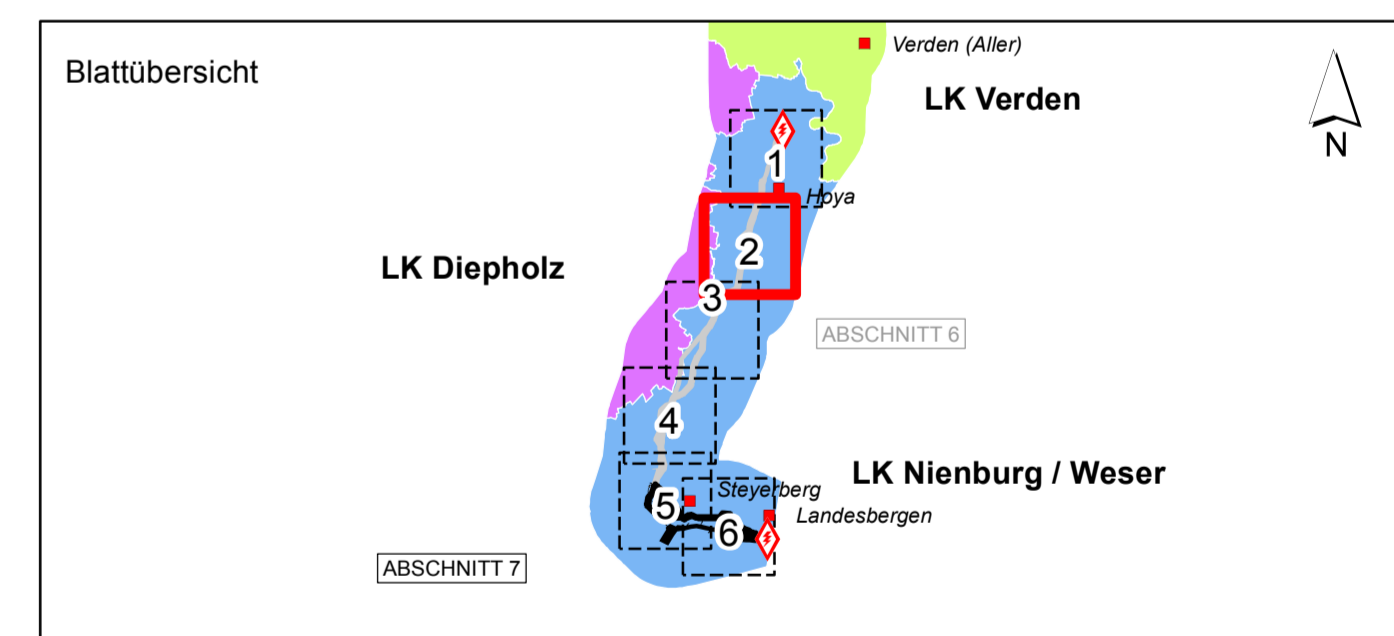 Blattübersicht
Verden (Aller)
LK Verden
N
1
Hoya
2
LK Diepholz
3
ABSCHNITT 6
4
LK Nienburg / Weser
Steyerberg
5
Landesbergen
6
ABSCHNITT 7